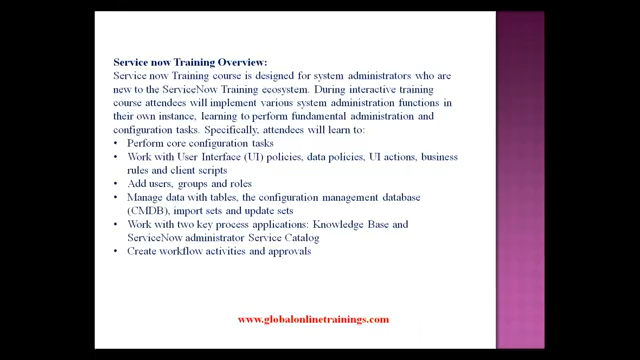 Service now Training Overview:
Service now Training course is designed for system administrators who are
new to the ServiceNow Training ecosystem. During interactive training
course attendees will implement various system administration functions in
their own instance, learning to perform fundamental administration and
configuration tasks. Specifically, attendees will learn to:
• Perform core configuration tasks
• Work with User Interface (UI) policies, data policies, UI actions, business
rules and client scripts
• Add users, groups and roles
• Manage data with tables, the configuration management database
(CMDB), import sets and update sets
• Work with two key process applications: Knowledge Base and
ServiceNow administrator Service Catalog
• Create workflow activities and approvals
www.globalonlinetrainings.com